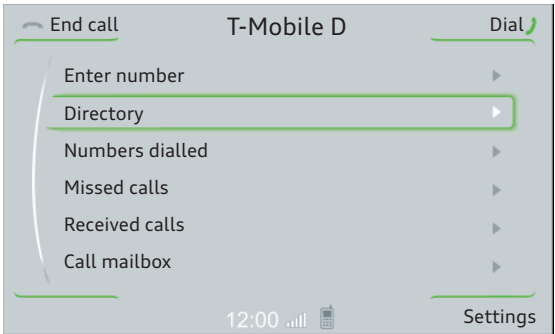 End call T-Mobile D Dial
Enter number
Directory
Numbers dialled
Missed calls
Received calls
Call mailbox
12:00 Settings